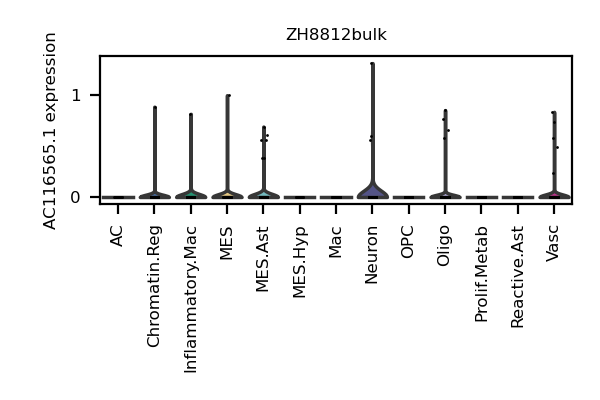 ZH8812bulk
AC116565.1 expression
1
0
AC
Chromatin.Reg
Inflammatory.Mac
MES
MES.Ast
MES.Hyp
Mac
Neuron
OPC
Oligo
Prolif.Metab
Reactive.Ast
Vasc